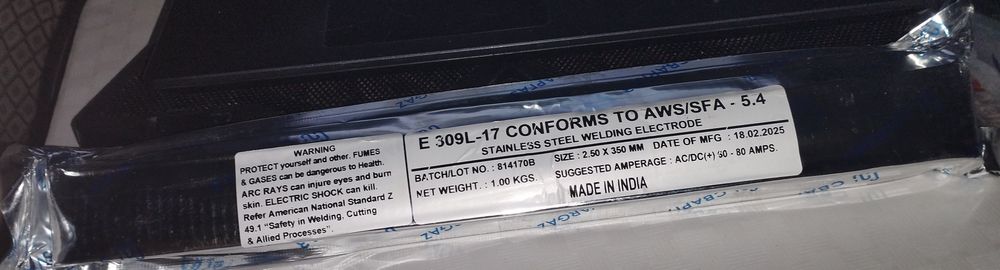 WARNING
PROTECT yourself and other. FUMES
& GASES can be dangerous to Health.
ARC RAYS can injure eyes and burn
skin. ELECTRIC SHOCK can kill.
Refer American National Standard Z
49.1 "Safety in Welding, Cutting
& Allied Processes".
E 309L-17 CONFORMS TO AWS/SFA - 5.4
STAINLESS STEEL WELDING ELECTRODE
BATCH/LOT NO. : 814170B
SIZE : 2.50 X 350 MM
DATE OF MFG : 18.02.2025
NET WEIGHT. : 1.00 KGS.
SUGGESTED AMPERAGE : AC/DC(+) 50 - 80 AMPS.
MADE IN INDIA